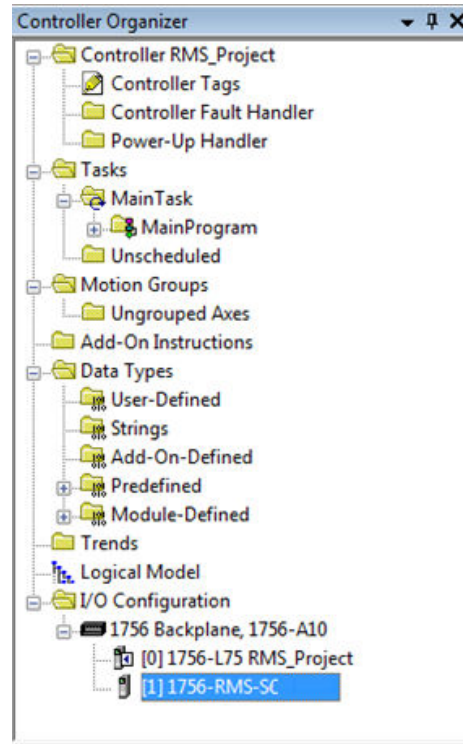 Controller Organizer
Controller RMS_Project
Controller Tags
Controller Fault Handler
Power-Up Handler
Tasks
MainTask
MainProgram
Unscheduled
Motion Groups
Ungrouped Axes
Add-On Instructions
Data Types
User-Defined
Strings
Add-On-Defined
Predefined
Module-Defined
Trends
Logical Model
I/O Configuration
1756 Backplane, 1756-A10
[0] 1756-L75 RMS_Project
[1] 1756-RMS-SC